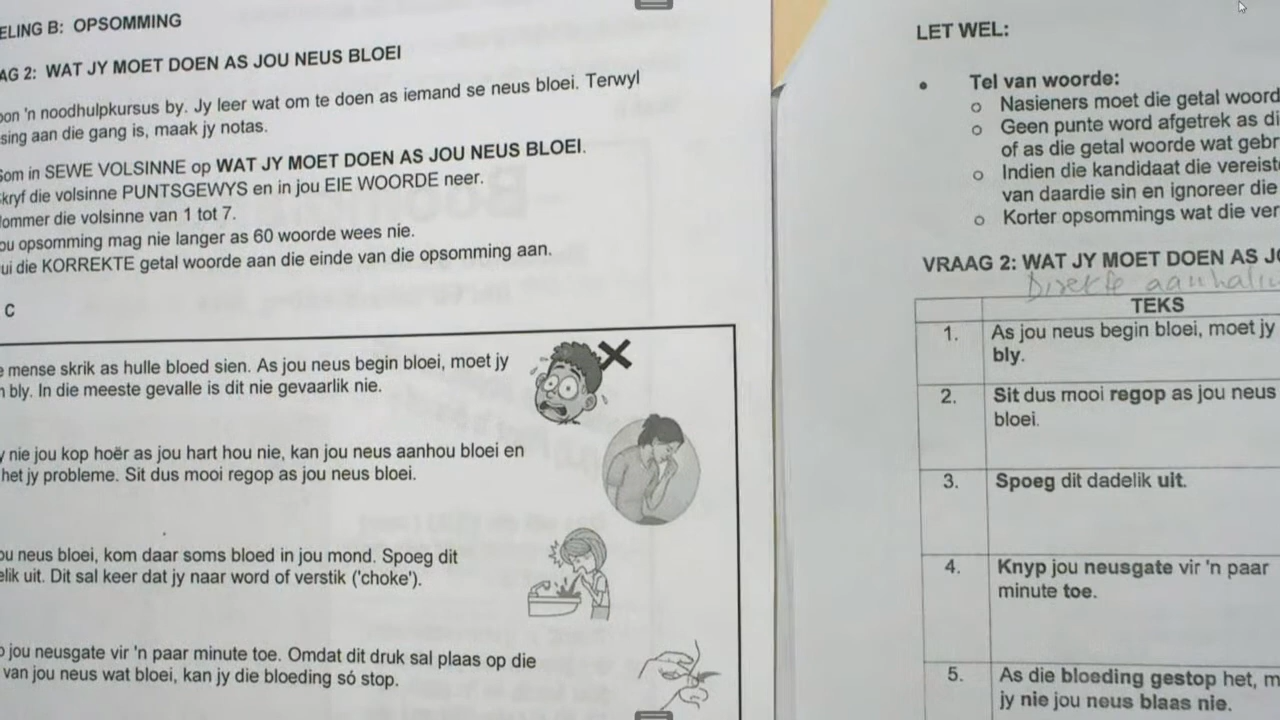 ELING B: OPSOMMING
AG 2: WAT JY MOET DOEN AS JOU NEUS BLOEI
oon 'n noodhulpkursus by. Jy leer wat om te doen as iemand se neus bloei. Terwyl
sing aan die gang is, maak jy notas.
Som in SEWE VOLSINNE op WAT JY MOET DOEN AS JOU NEUS BLOEI.
kryf die volsinne PUNTSGEWYS en in jou EIE WOORDE neer.
ommer die volsinne van 1 tot 7.
ou opsomming mag nie langer as 60 woorde wees nie.
ui die KORREKTE getal woorde aan die einde van die opsomming aan.
C
e mense skrik as hulle bloed sien. As jou neus begin bloei, moet jy
n bly. In die meeste gevalle is dit nie gevaarlik nie.
y nie jou kop hoër as jou hart hou nie, kan jou neus aanhou bloei en
het jy probleme. Sit dus mooi regop as jou neus bloei.
ou neus bloei, kom daar soms bloed in jou mond. Spoeg dit
elik uit. Dit sal keer dat jy naar word of verstik ('choke').
p jou neusgate vir 'n paar minute toe. Omdat dit druk sal plaas op die
van jou neus wat bloei, kan jy die bloeding só stop.
LET WEL:
• Tel van woorde:
o Nasieners moet die getal woord
o Geen punte word afgetrek as di
of as die getal woorde wat gebr
o Indien die kandidaat die vereist
van daardie sin en ignoreer die
o Korter opsommings wat die ver
VRAAG 2: WAT JY MOET DOEN AS JO
Direkte aanhalin
TEKS
1. As jou neus begin bloei, moet jy
bly.
2. Sit dus mooi regop as jou neus
bloei.
3. Spoeg dit dadelik uit.
4. Knyp jou neusgate vir 'n paar
minute toe.
5. As die bloeding gestop het, m
jy nie jou neus blaas nie.